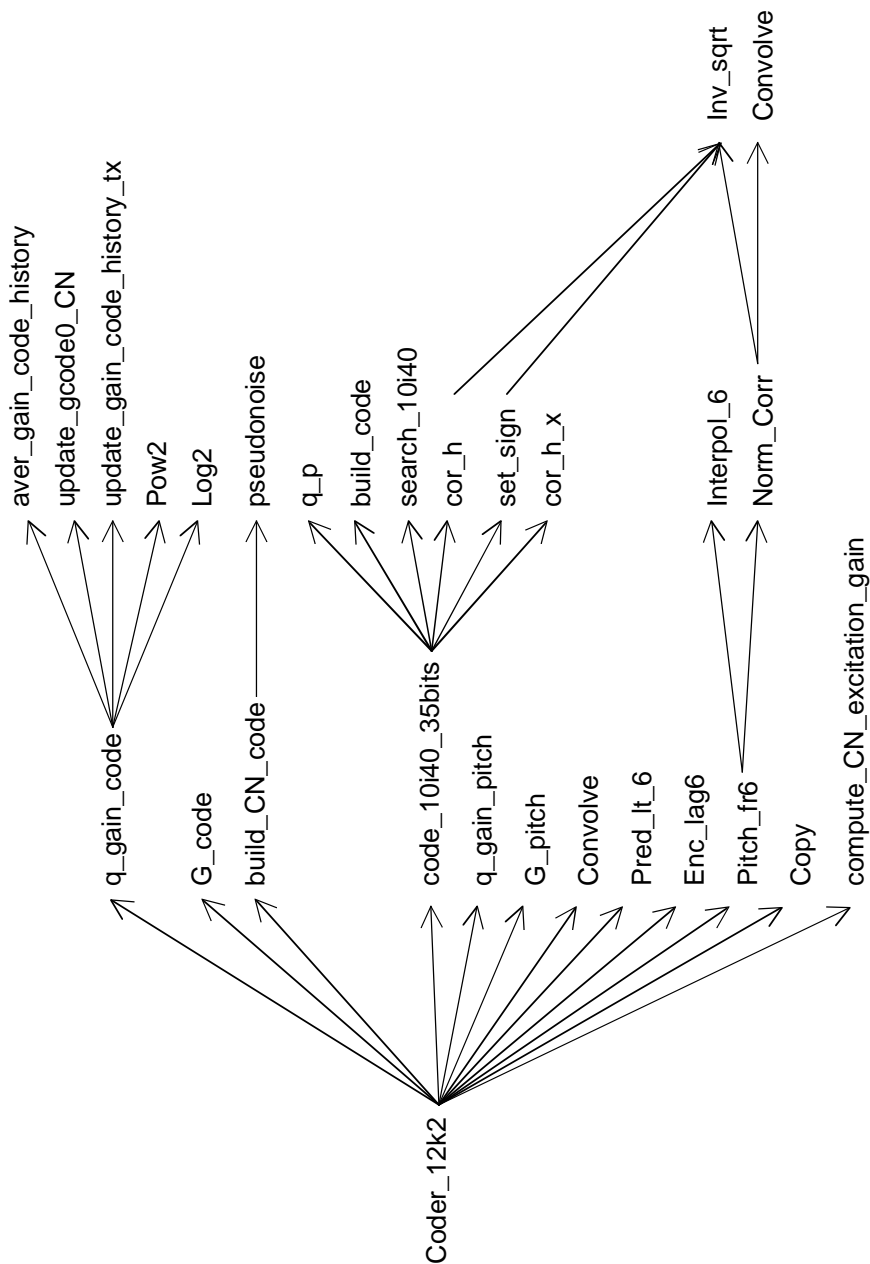 Coder_12k2
q_gain_code
G_code
build_CN_code
code_10i40_35bits
q_gain_pitch
G_pitch
Convolve
Pred_lt_6
Enc_lag6
Pitch_fr6
Copy
compute_CN_excitation_gain
aver_gain_code_history
update_gcode0_CN
update_gain_code_history_tx
Pow2
Log2
pseudonoise
q_p
build_code
search_10i40
cor_h
set_sign
cor_h_x
Interpol_6
Norm_Corr
Inv_sqrt
Convolve